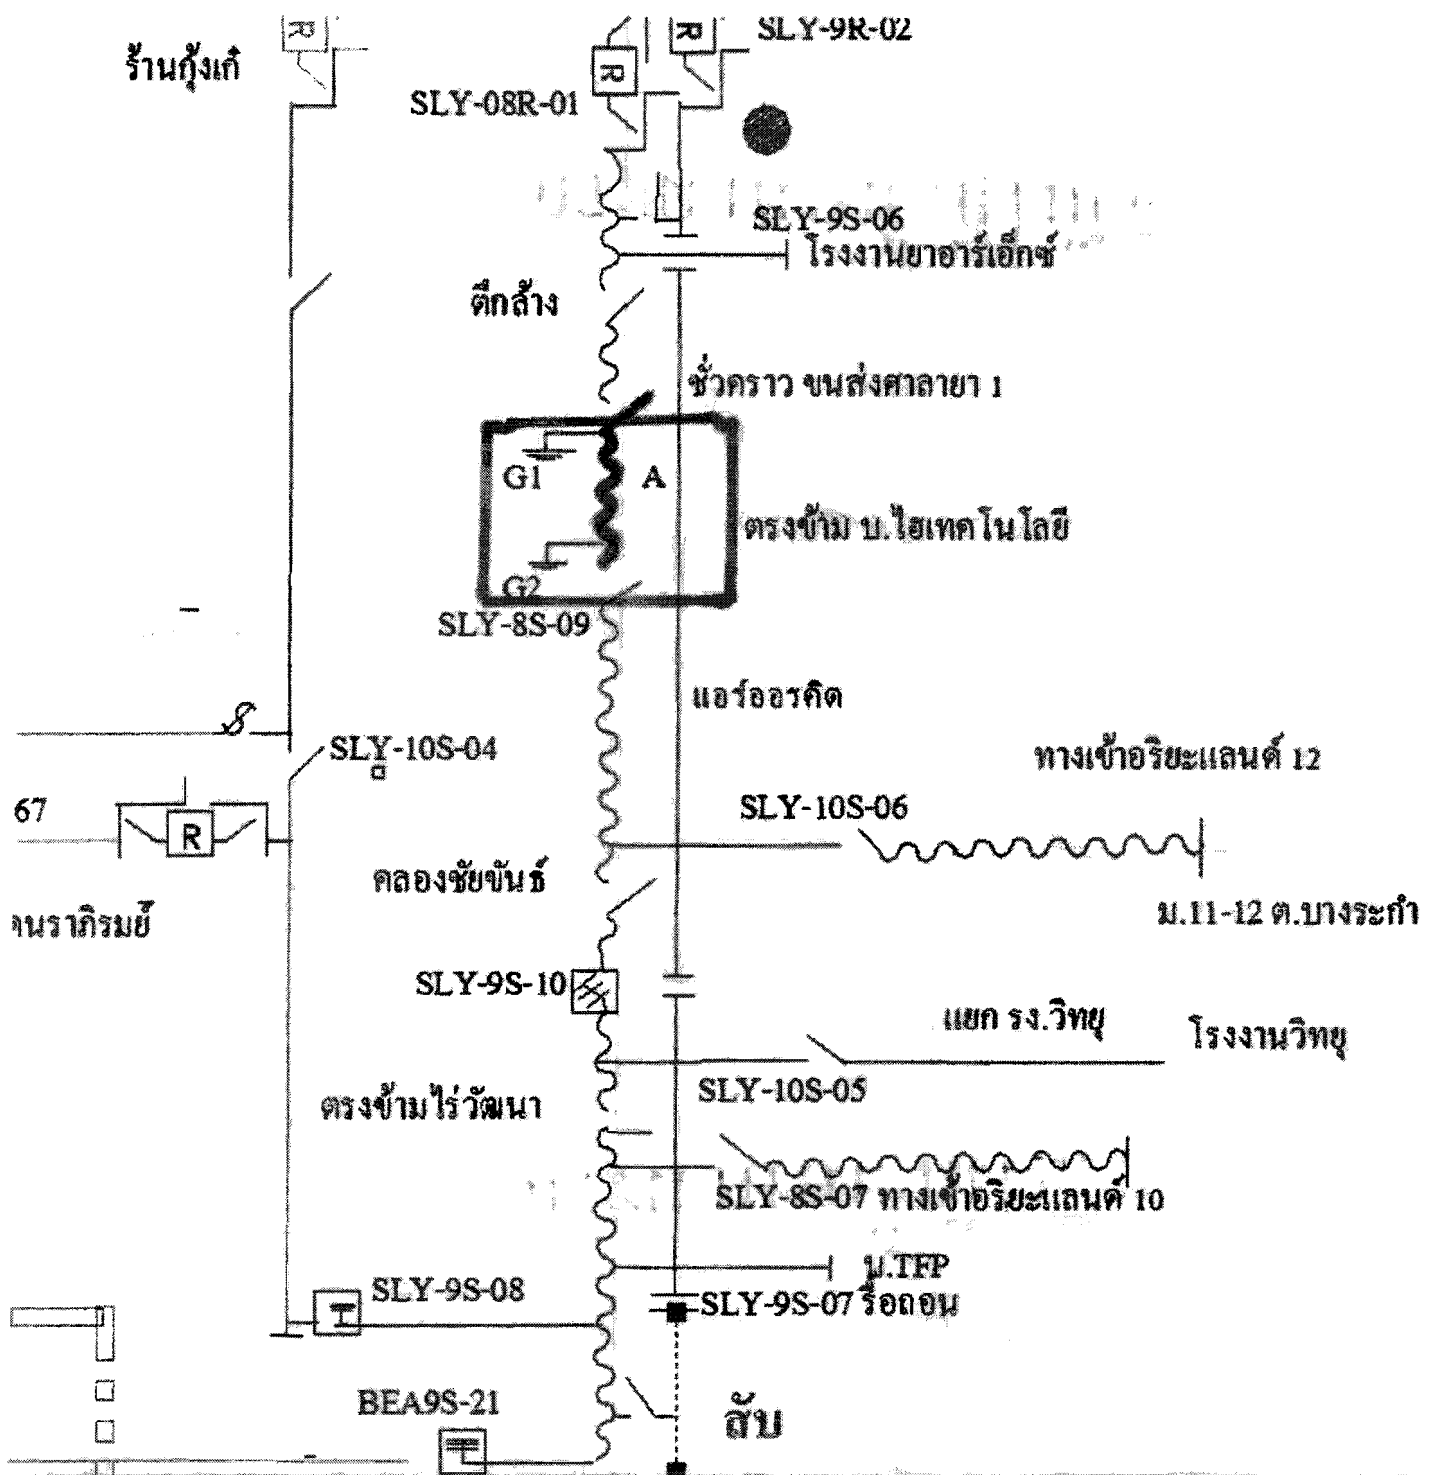 SLY-9R-02
R
R
R
ร้านกุ้งเก๋
SLY-08R-01
SLY-9S-06
โรงงานยาอาร์เอ็กซ์
ตึกล้าง
ชั่วคราว ขนส่งศาลายา 1
G1
A
ตรงข้าม บ.ไฮเทคโนโลยี
G2
SLY-8S-09
แอร์ออรคิด
SLY-10S-04
ทางเข้าอริยะแลนด์ 12
67
R
SLY-10S-06
คลองชัยขันธ์
ม.11-12 ต.บางระกำ
นราภิรมย์
SLY-9S-10
แยก รง.วิทยุ
โรงงานวิทยุ
SLY-10S-05
ตรงข้ามไร่วัฒนา
SLY-8S-07 ทางเข้าอริยะแลนด์ 10
บ.TFP
SLY-9S-08
SLY-9S-07 รื้อถอน
BEA9S-21
สับ